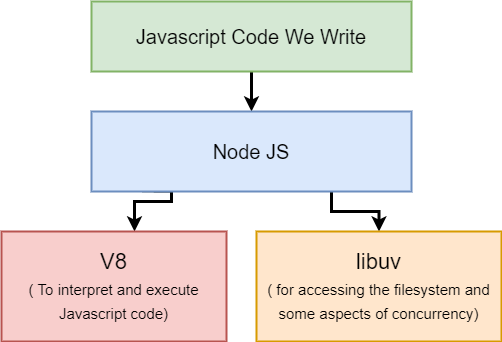 Javascript Code We Write
Node JS
V8
( To interpret and execute
Javascript code)
libuv
( for accessing the filesystem and
some aspects of concurrency)